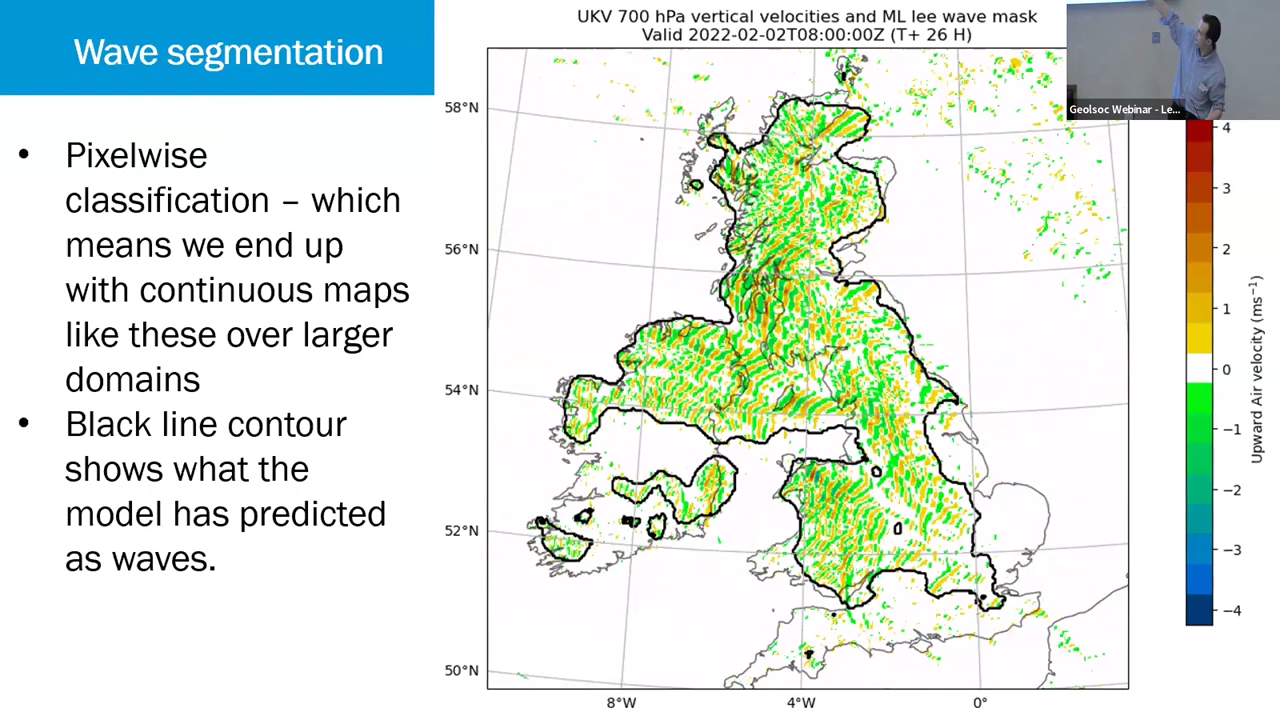 Wave segmentation
• Pixelwise
classification – which
means we end up
with continuous maps
like these over larger
domains
• Black line contour
shows what the
model has predicted
as waves.
UKV 700 hPa vertical velocities and ML lee wave mask
Valid 2022-02-02T08:00:00Z (T+ 26 H)
58°N
56°N
54°N
52°N
50°N
8°W
4°W
0°
Geolsoc Webinar - Le...
4
3
2
1
0
−1
−2
−3
−4
Upward Air velocity (ms⁻¹)